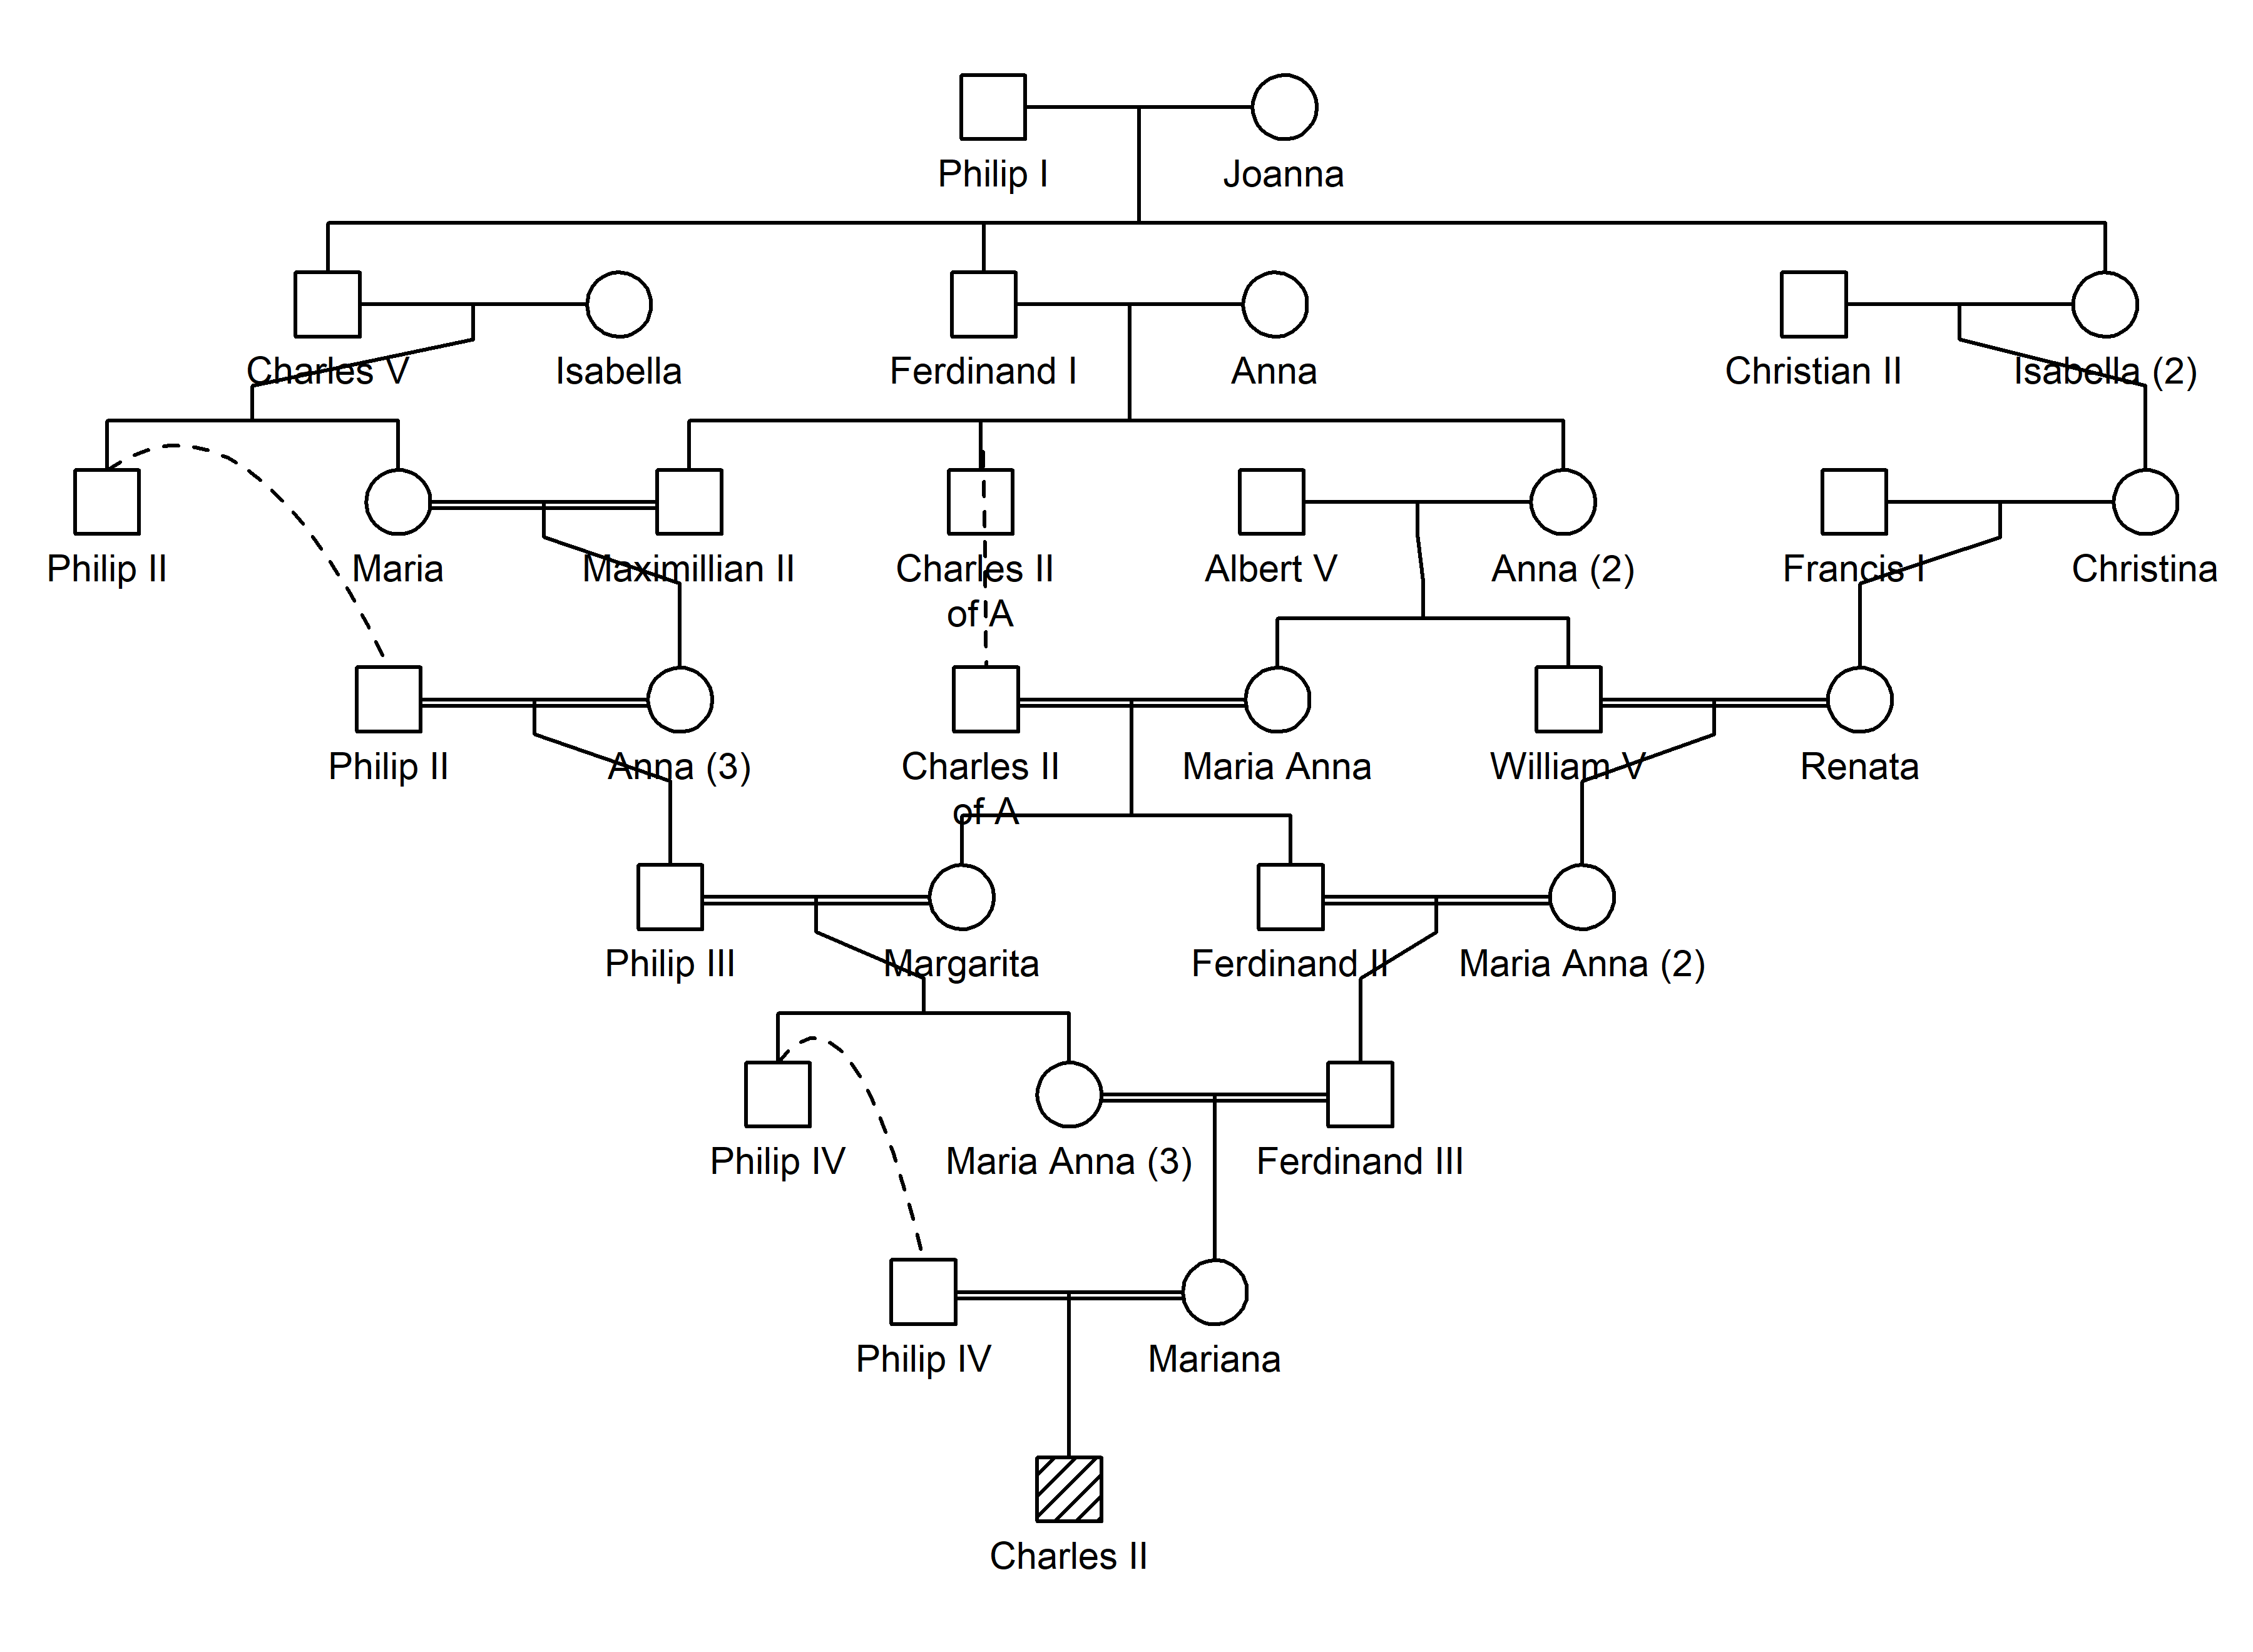 Philip I
Joanna
Charles V
Isabella
Ferdinand I
Anna
Christian II
Isabella (2)
Philip II
Maria
Maximillian II
Charles II
of A
Albert V
Anna (2)
Francis I
Christina
Philip II
Anna (3)
Charles II
of A
Maria Anna
William V
Renata
Philip III
Margarita
Ferdinand II
Maria Anna (2)
Philip IV
Maria Anna (3)
Ferdinand III
Philip IV
Mariana
Charles II